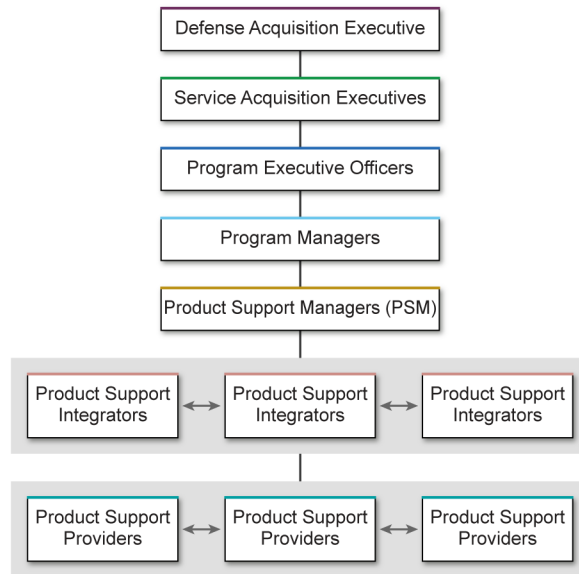 Defense Acquisition Executive
Service Acquisition Executives
Program Executive Officers
Program Managers
Product Support Managers (PSM)
Product Support
Integrators
Product Support
Integrators
Product Support
Integrators
Product Support
Providers
Product Support
Providers
Product Support
Providers